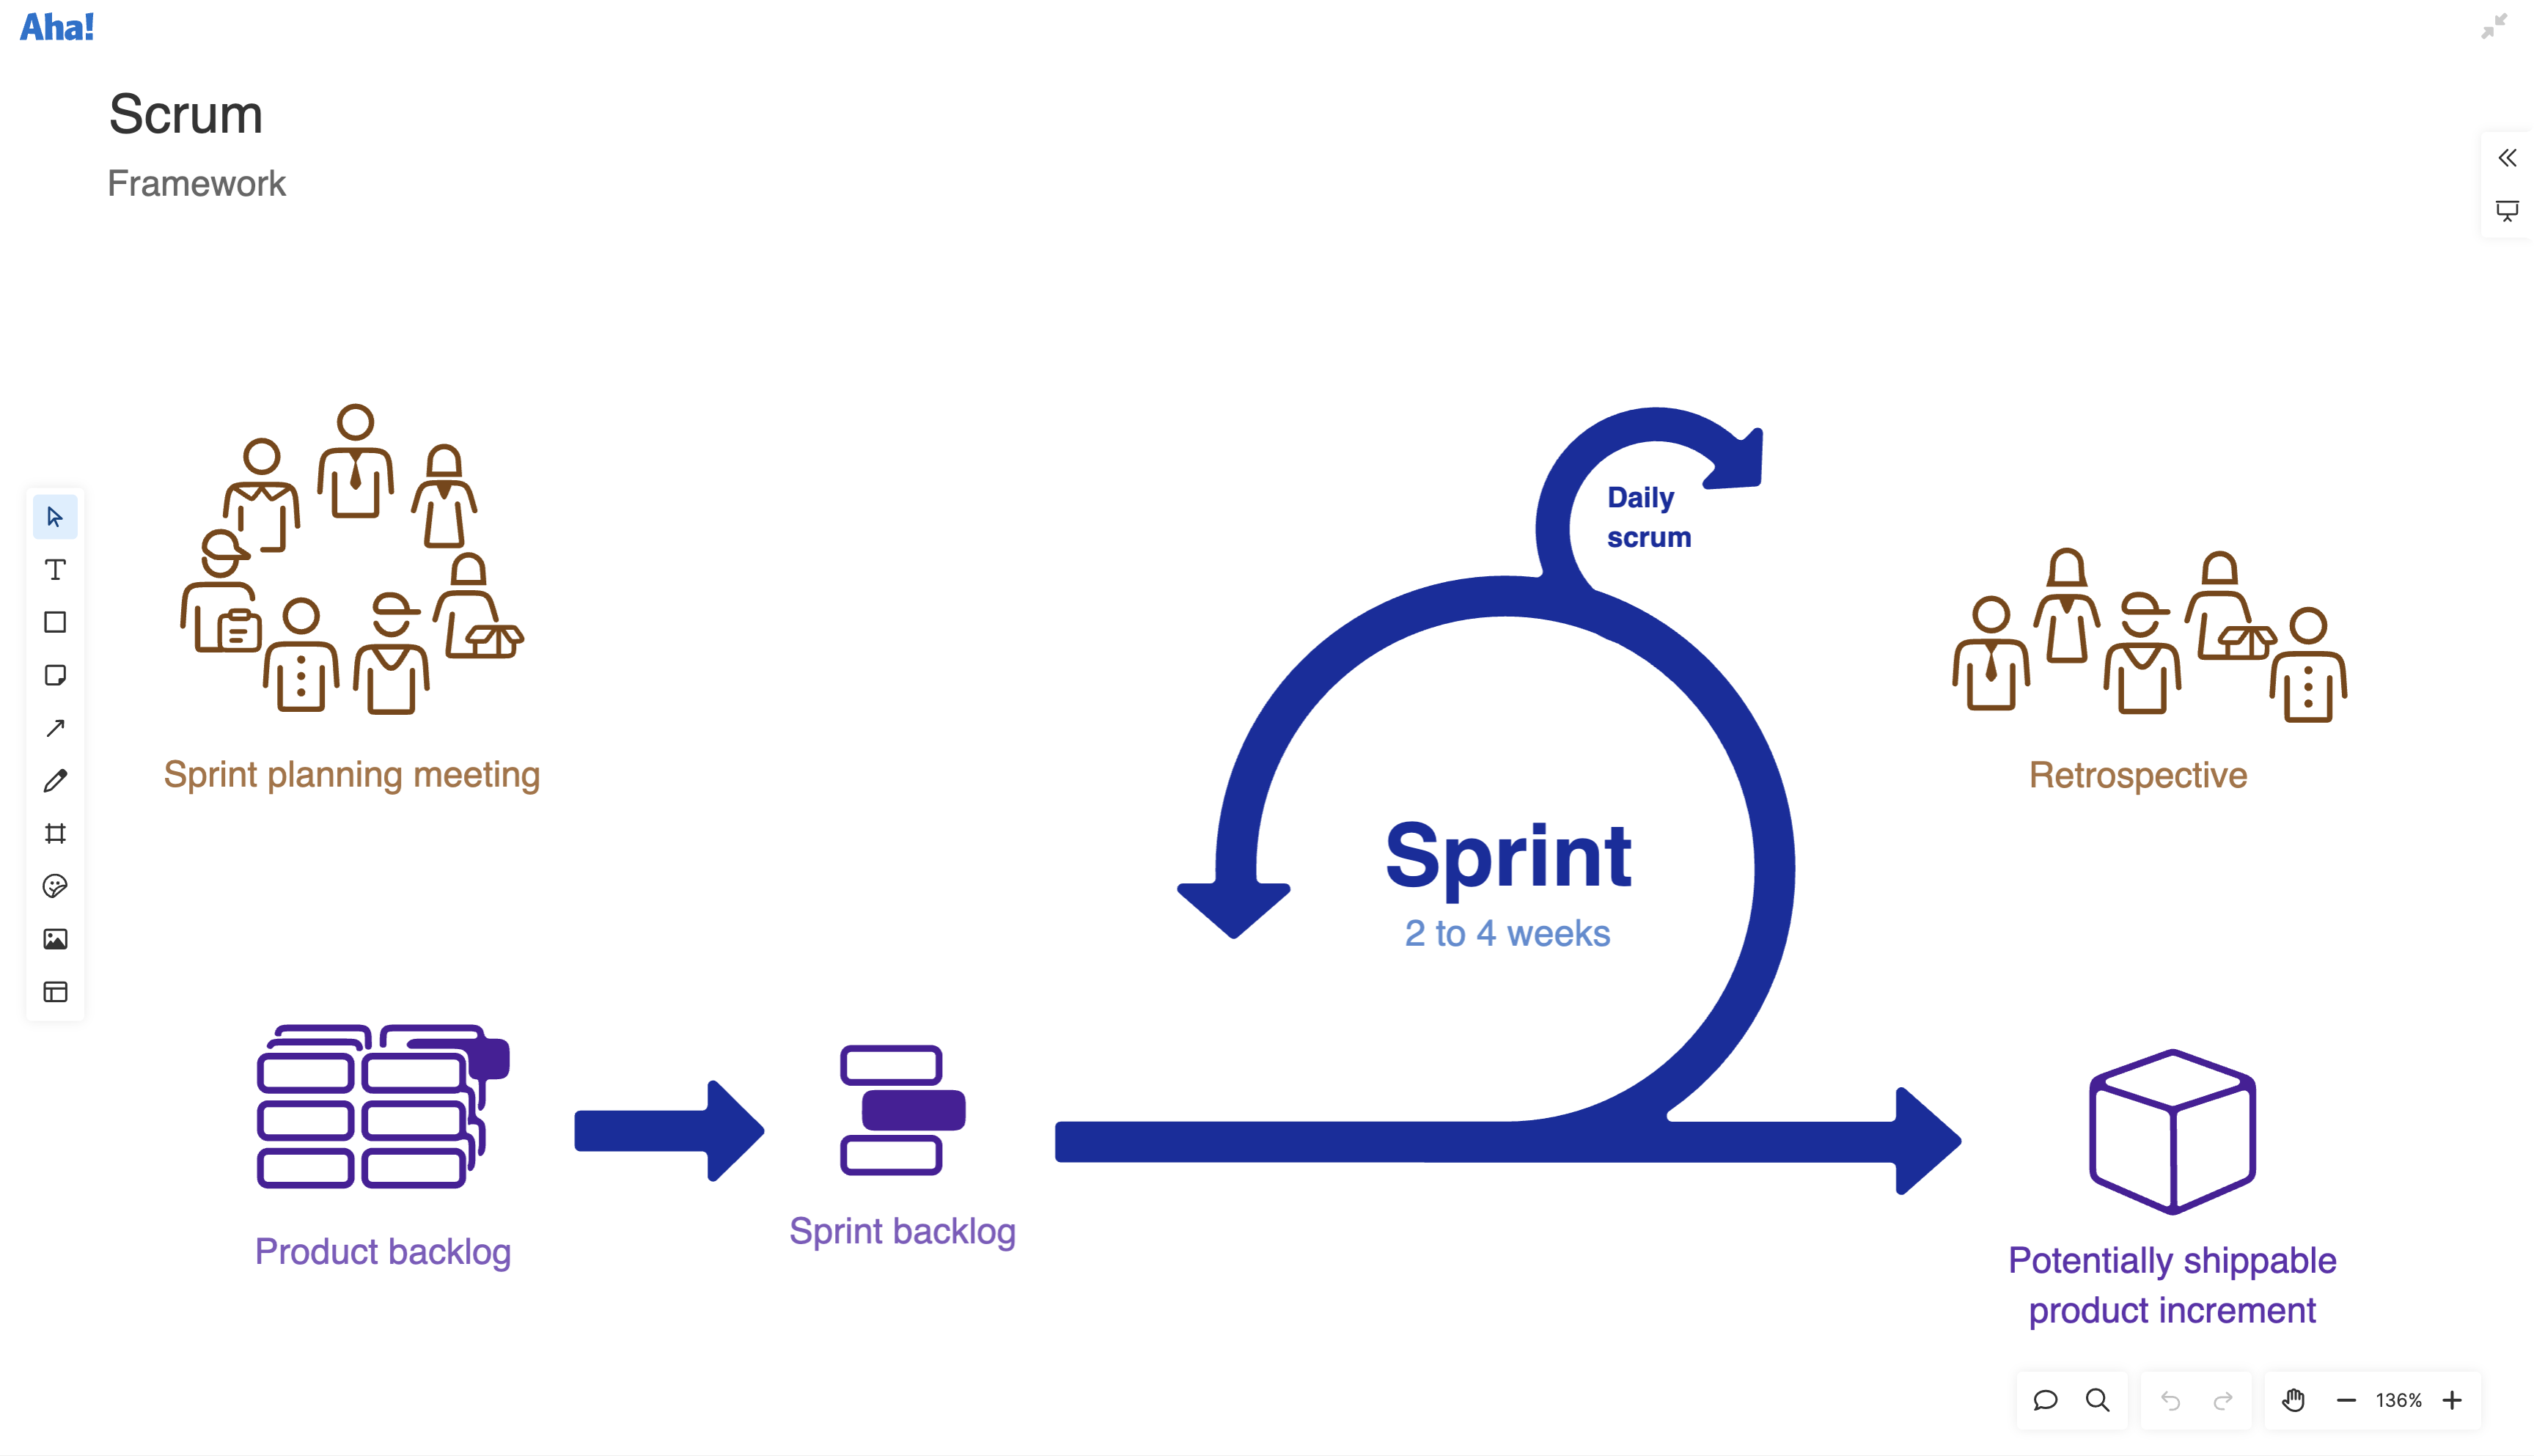 Aha!
Scrum
Framework
Daily
scrum
Sprint planning meeting
Retrospective
Sprint
2 to 4 weeks
Product backlog
Sprint backlog
Potentially shippable
product increment
136%